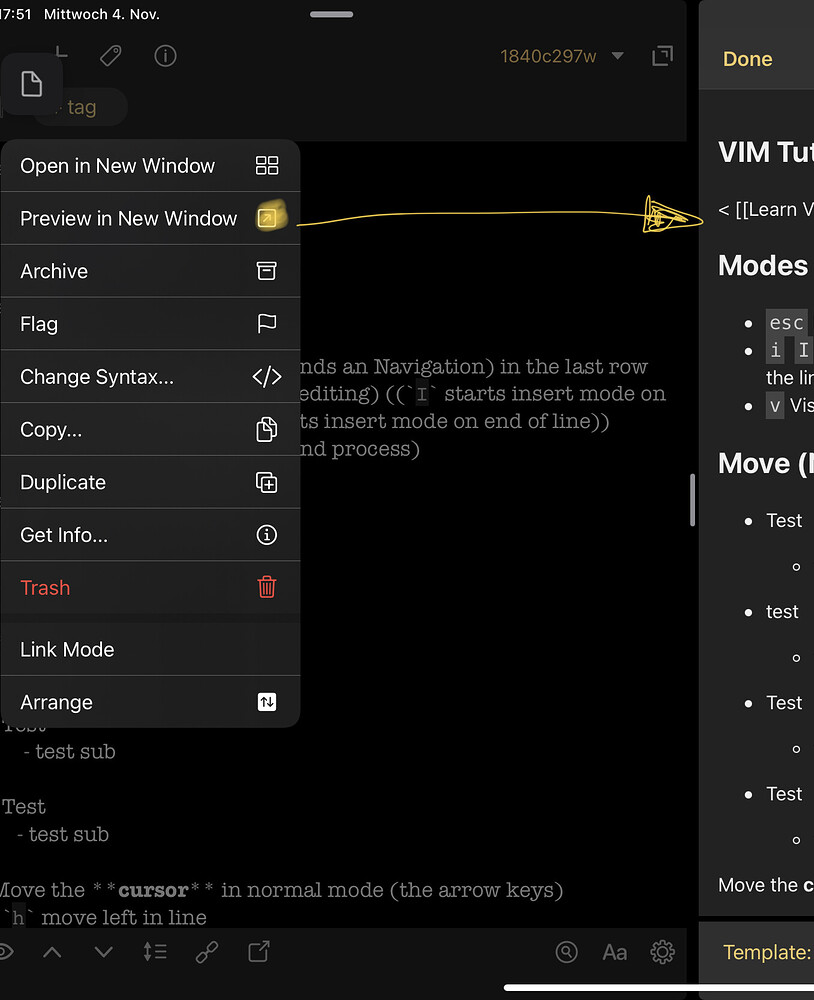 17:51 Mittwoch 4. Nov.
1840c297w
tag
Open in New Window
Preview in New Window
Archive
Flag
Change Syntax...
Copy...
Duplicate
Get Info...
Trash
Link Mode
Arrange
nds an Navigation) in the last row
editing) ((`I` starts insert mode on
ts insert mode on end of line))
nd process)
Test
- test sub
Test
- test sub
Move the **cursor** in normal mode (the arrow keys)
`h` move left in line
Aa
Done
VIM Tut
< [[Learn V
Modes
esc
i I
the lin
v Vis
Move (N
Test
test
Test
Test
Move the c
Template: